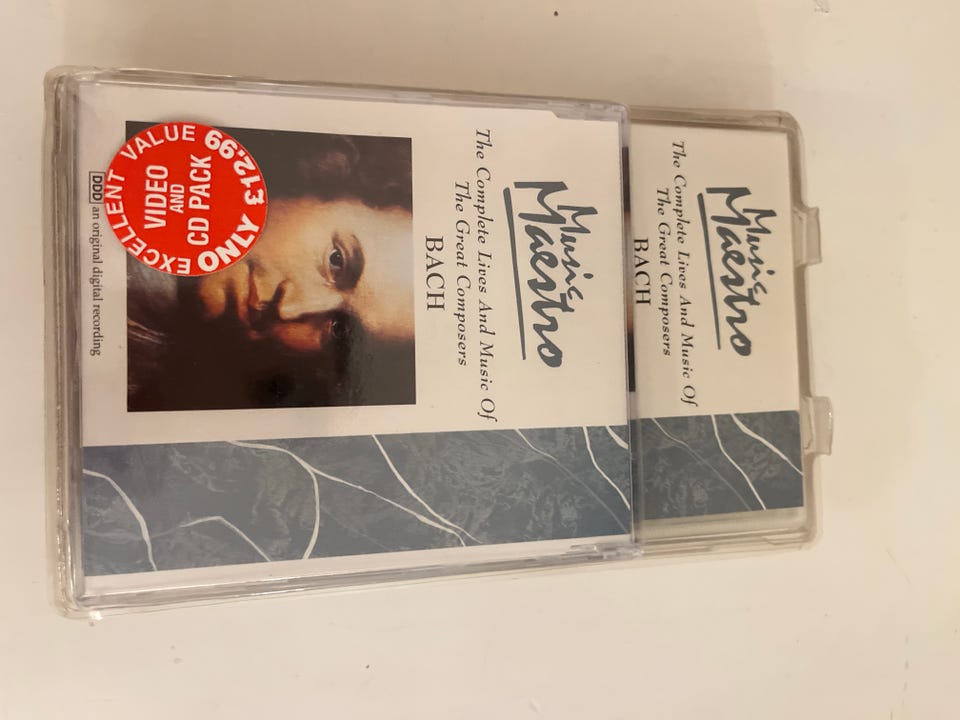 Music
Maestro
The Complete Lives And Music Of
The Great Composers
BACH
EXCELLENT VALUE
VIDEO
AND
CD PACK
ONLY £12.99
DDD an original digital recording
Music
Maestro
The Complete Lives And Music Of
The Great Composers
BACH